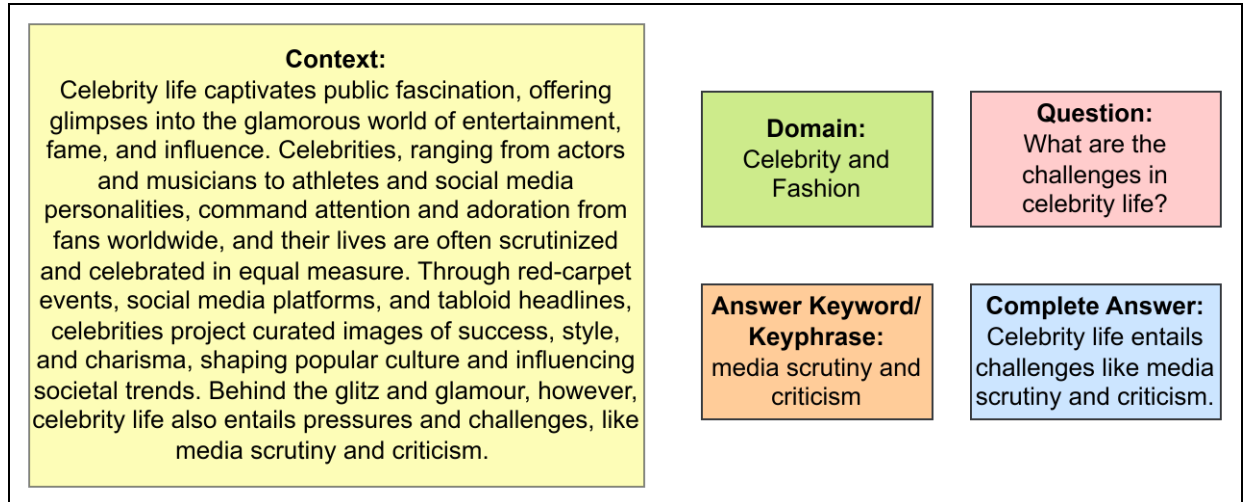 Context:
Celebrity life captivates public fascination, offering
glimpses into the glamorous world of entertainment,
fame, and influence. Celebrities, ranging from actors
and musicians to athletes and social media
personalities, command attention and adoration from
fans worldwide, and their lives are often scrutinized
and celebrated in equal measure. Through red-carpet
events, social media platforms, and tabloid headlines,
celebrities project curated images of success, style,
and charisma, shaping popular culture and influencing
societal trends. Behind the glitz and glamour, however,
celebrity life also entails pressures and challenges, like
media scrutiny and criticism.
Domain:
Celebrity and
Fashion
Question:
What are the
challenges in
celebrity life?
Answer Keyword/
Keyphrase:
media scrutiny and
criticism
Complete Answer:
Celebrity life entails
challenges like media
scrutiny and criticism.